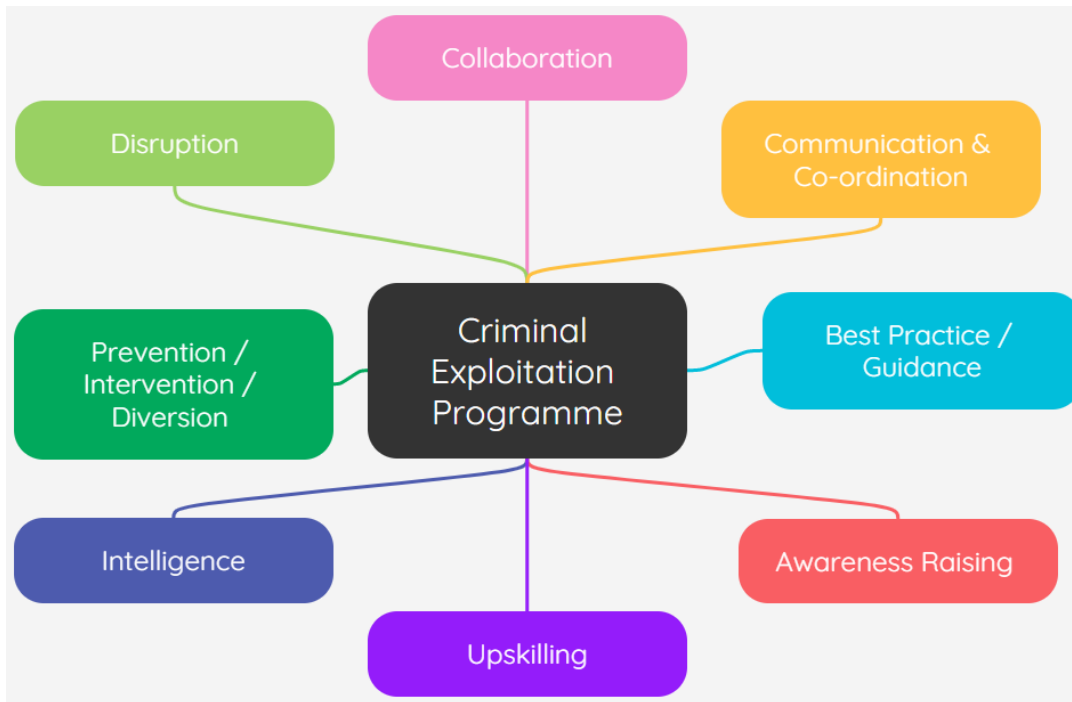 Collaboration
Disruption
Communication &
Co-ordination
Criminal
Exploitation
Programme
Prevention /
Intervention /
Diversion
Best Practice /
Guidance
Intelligence
Awareness Raising
Upskilling